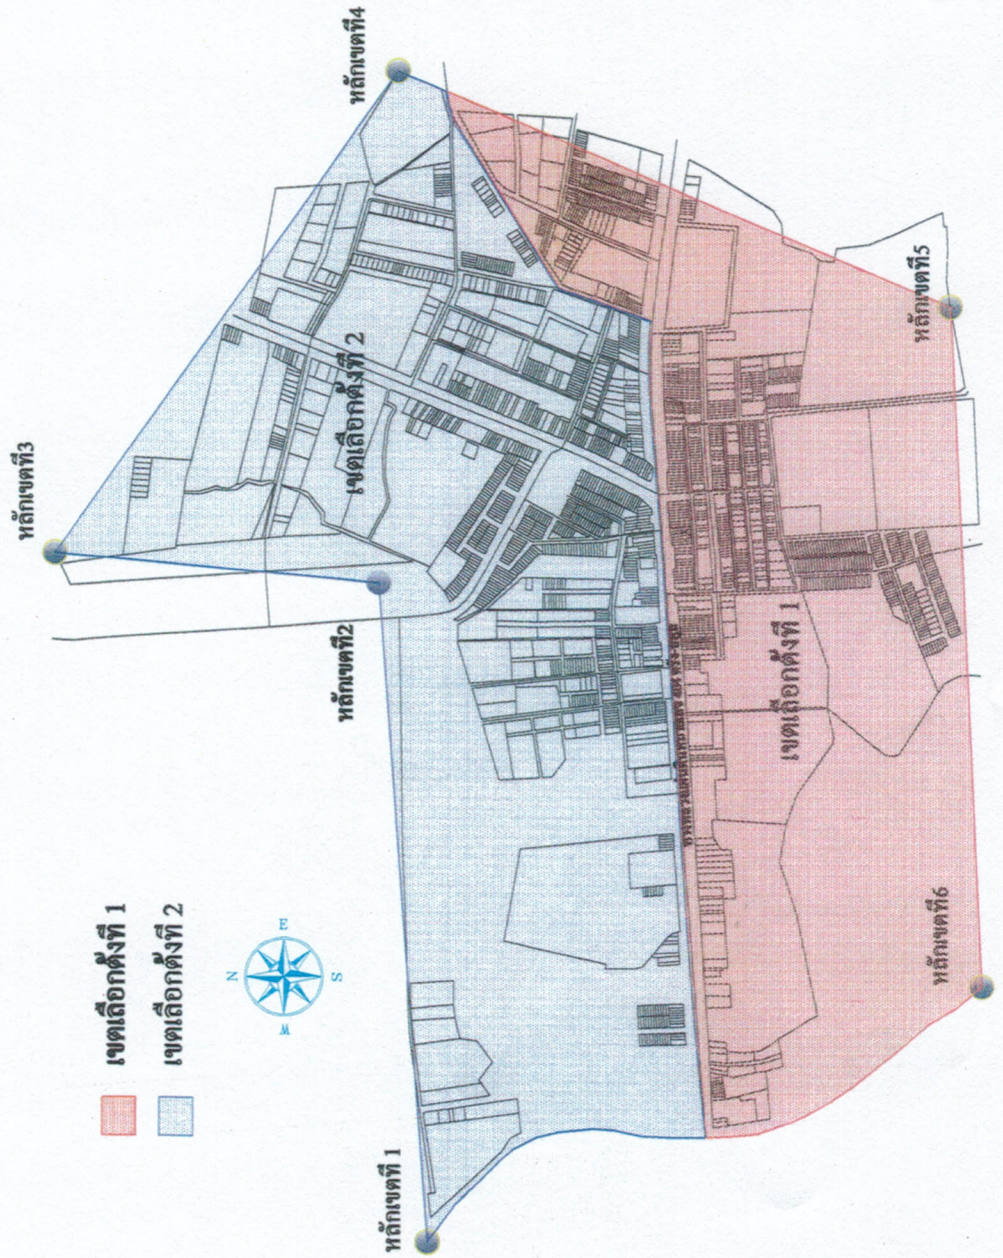 เขตเลือกตั้งที่ 1
เขตเลือกตั้งที่ 2
N
E
S
W
หลักเขตที่ 1
หลักเขตที่2
หลักเขตที่3
หลักเขตที่4
หลักเขตที่5
หลักเขตที่6
เขตเลือกตั้งที่ 2
เขตเลือกตั้งที่ 1